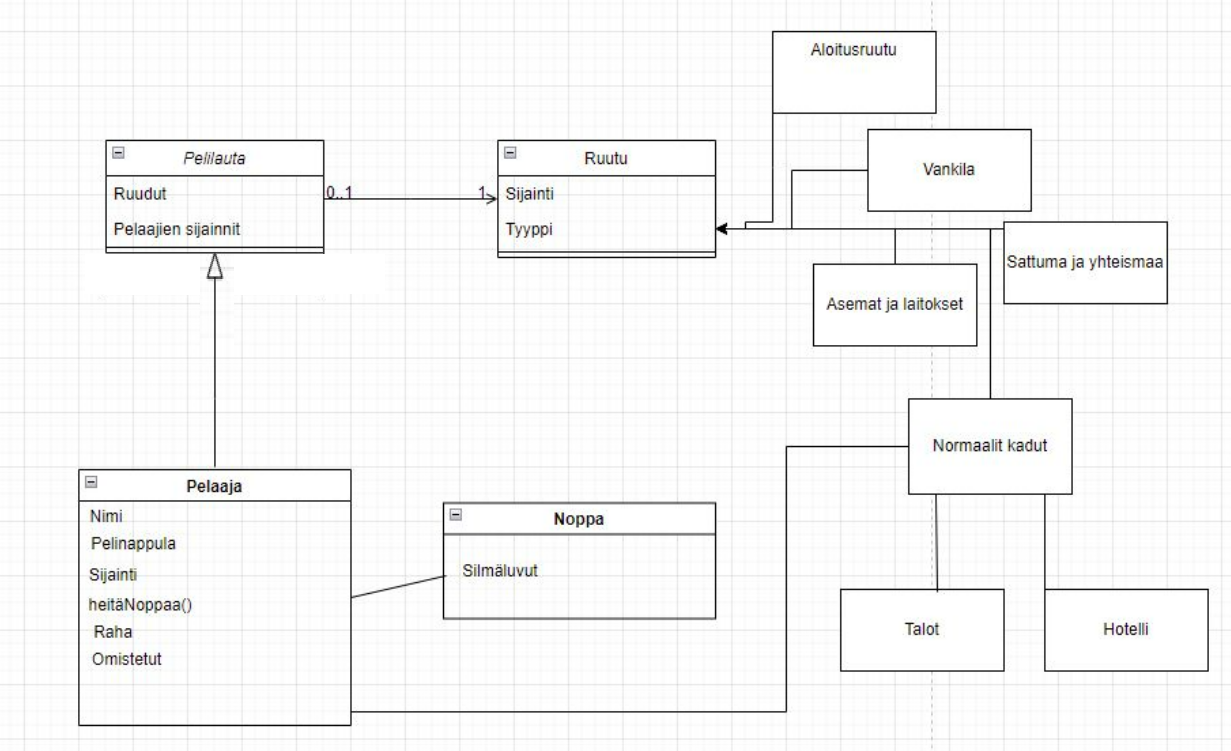 Aloitusruutu
Pelilauta
Ruudut
Pelaajien sijainnit
0..1
1
Ruutu
Sijainti
Tyyppi
Vankila
Sattuma ja yhteismaa
Asemat ja laitokset
Normaalit kadut
Pelaaja
Nimi
Pelinappula
Sijainti
heitäNoppaa()
Raha
Omistetut
Noppa
Silmäluvut
Talot
Hotelli